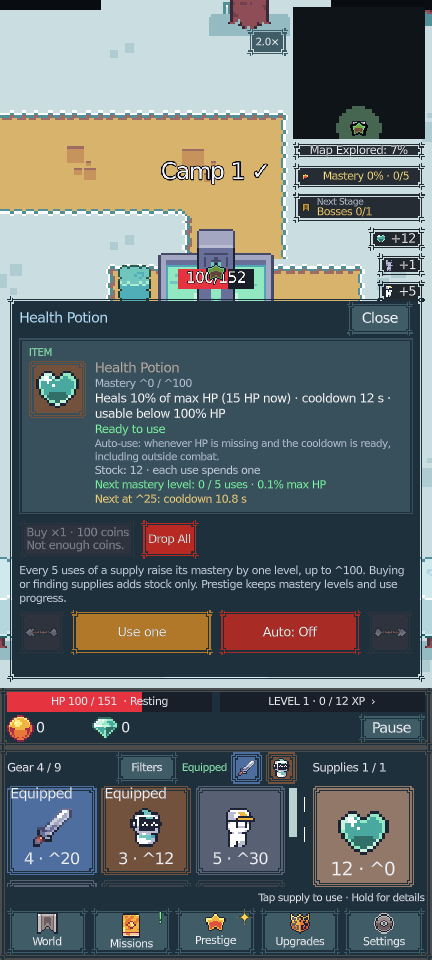 2.0×
Map Explored: 7%
Mastery 0% · 0/5
Next Stage
Bosses 0/1
Camp 1 ✓
+12
+1
+5
100/152
Health Potion
Close
ITEM
Health Potion
Mastery ^0 / ^100
Heals 10% of max HP (15 HP now) · cooldown 12 s ·
usable below 100% HP
Ready to use
Auto-use: whenever HP is missing and the cooldown is ready,
including outside combat.
Stock: 12 · each use spends one
Next mastery level: 0 / 5 uses · 0.1% max HP
Next at ^25: cooldown 10.8 s
Buy ×1 · 100 coins
Not enough coins.
Drop All
Every 5 uses of a supply raise its mastery by one level, up to ^100. Buying
or finding supplies adds stock only. Prestige keeps mastery levels and use
progress.
Use one
Auto: Off
HP 100 / 151 · Resting
LEVEL 1 · 0 / 12 XP ›
0
0
Pause
Gear 4 / 9
Filters
Equipped
Supplies 1 / 1
Equipped
Equipped
4 · ^20
3 · ^12
5 · ^30
12 · ^0
Tap supply to use · Hold for details
World
Missions
!
Prestige
Upgrades
Settings